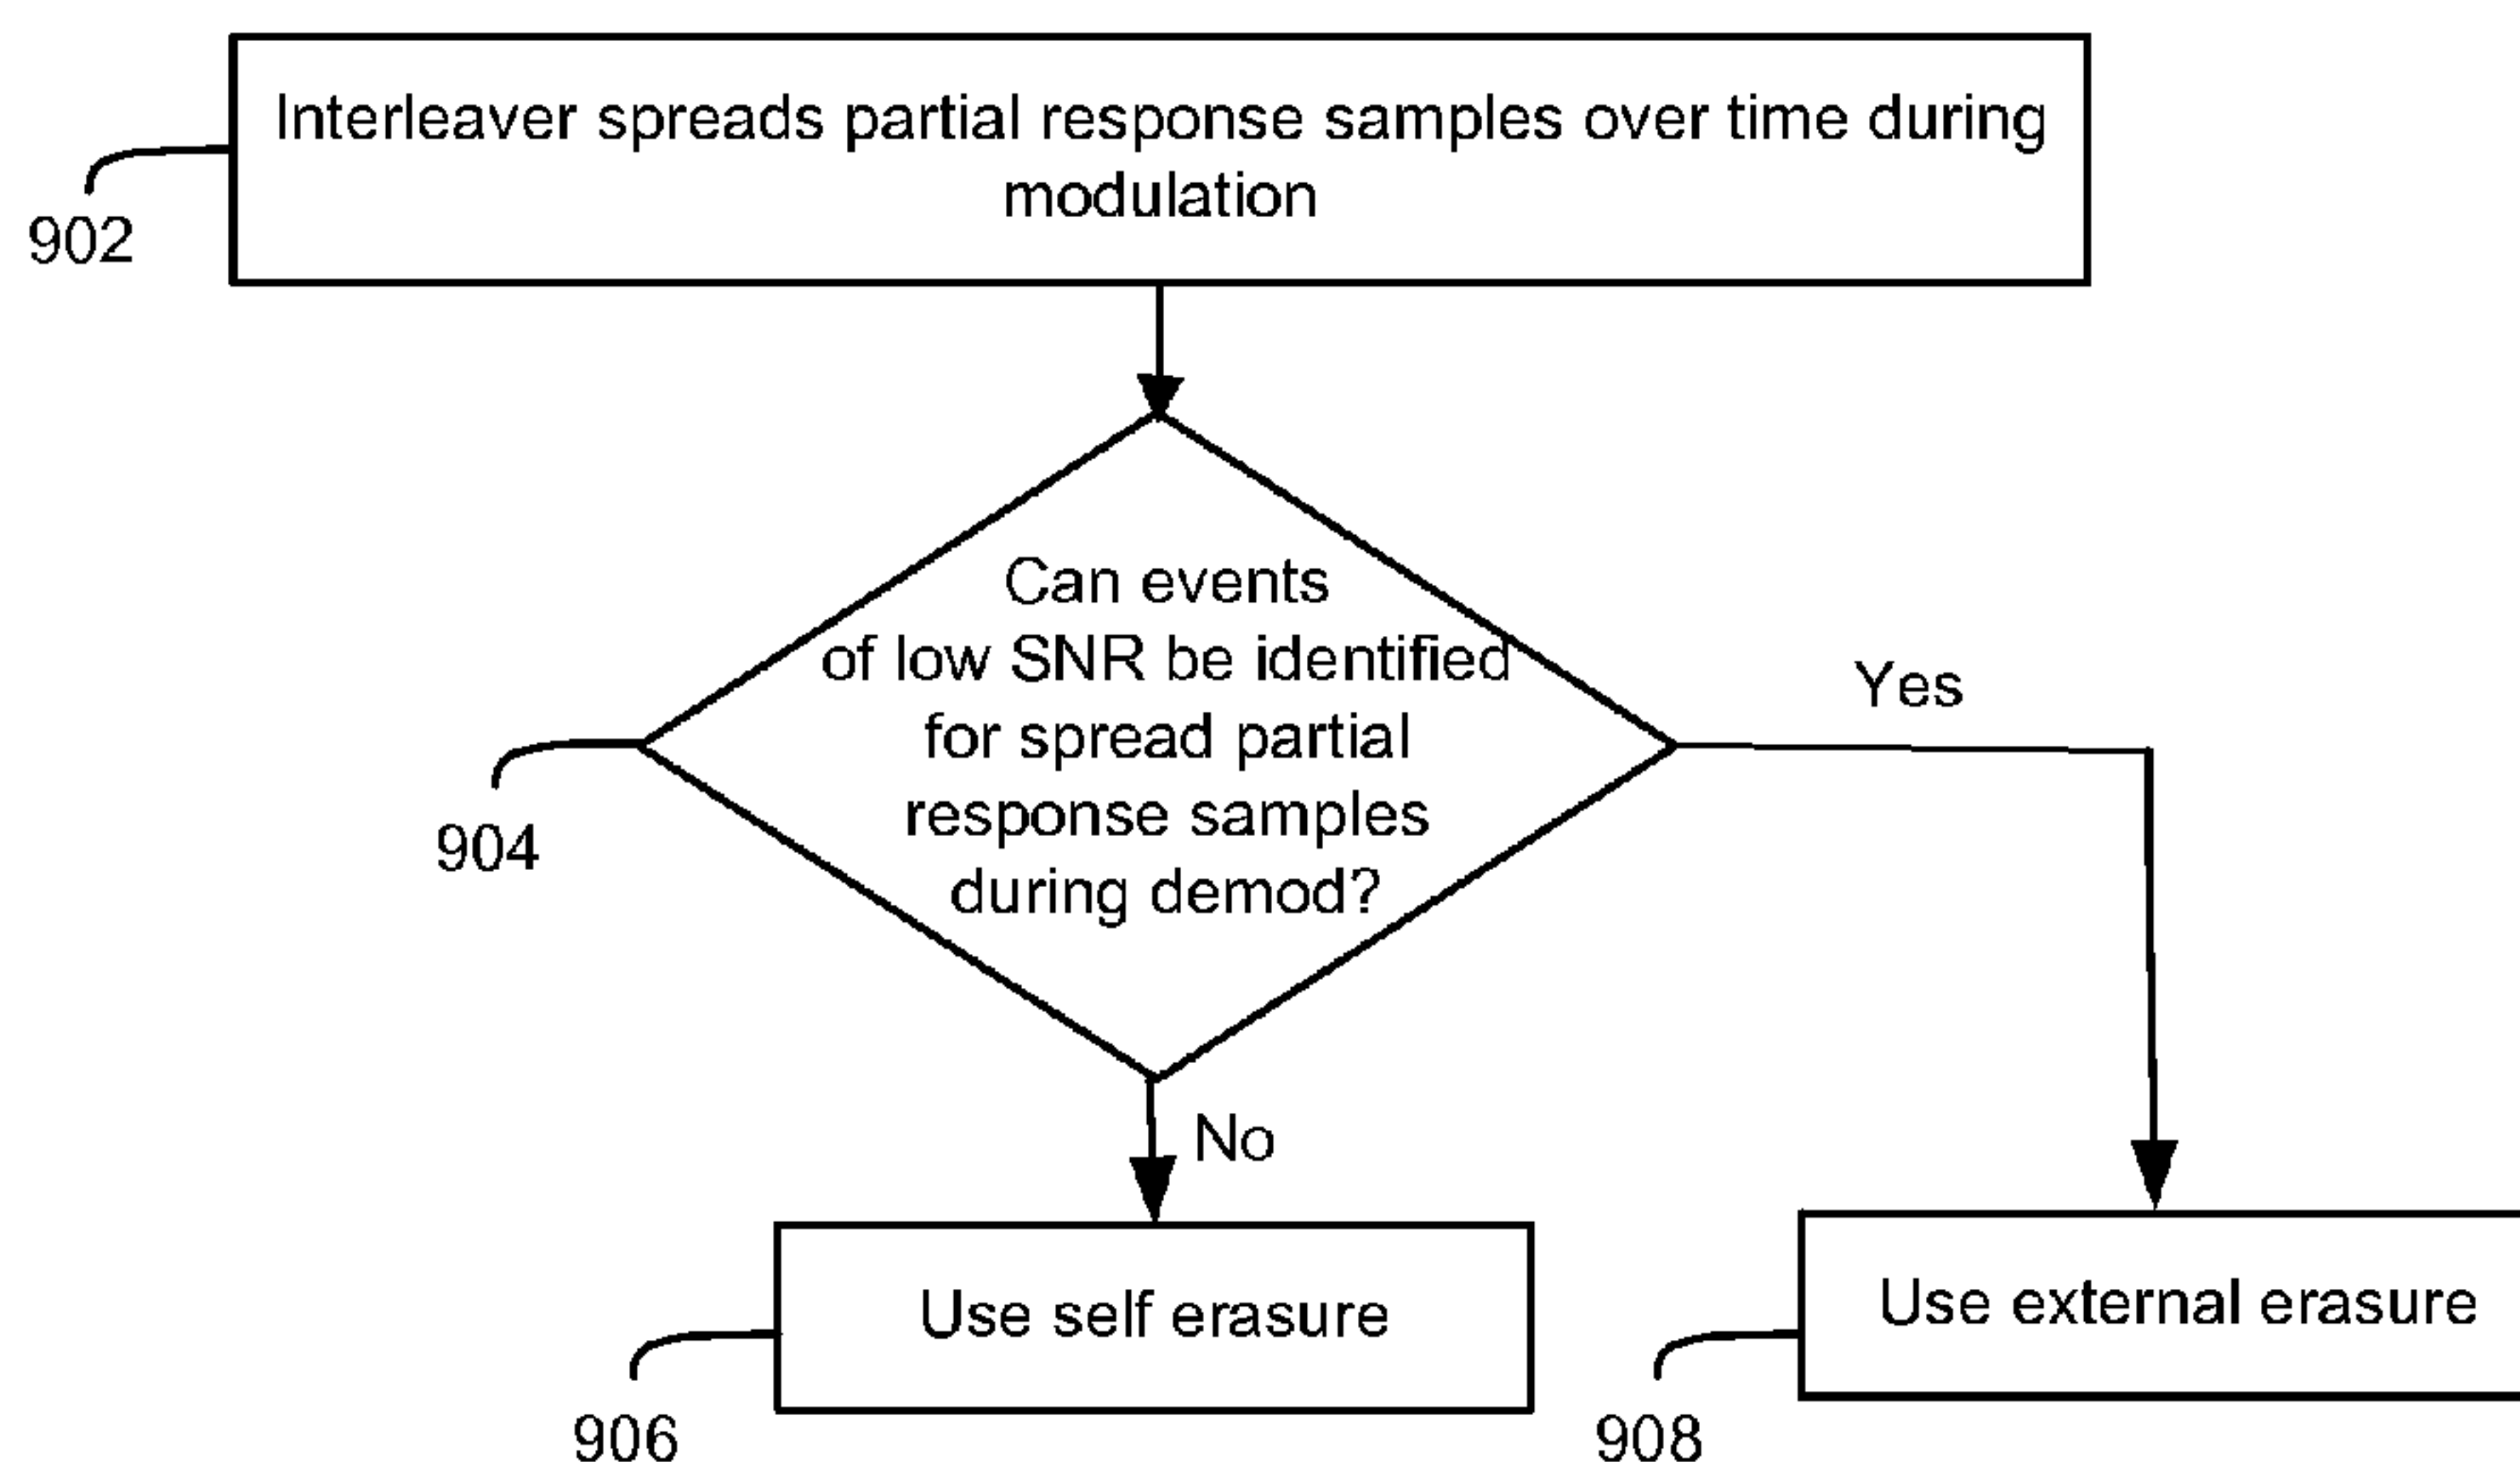 Interleaver spreads partial response samples over time during
modulation
902
Can events
of low SNR be identified
for spread partial
response samples
during demod?
Yes
904
No
Use self erasure
906
Use external erasure
908